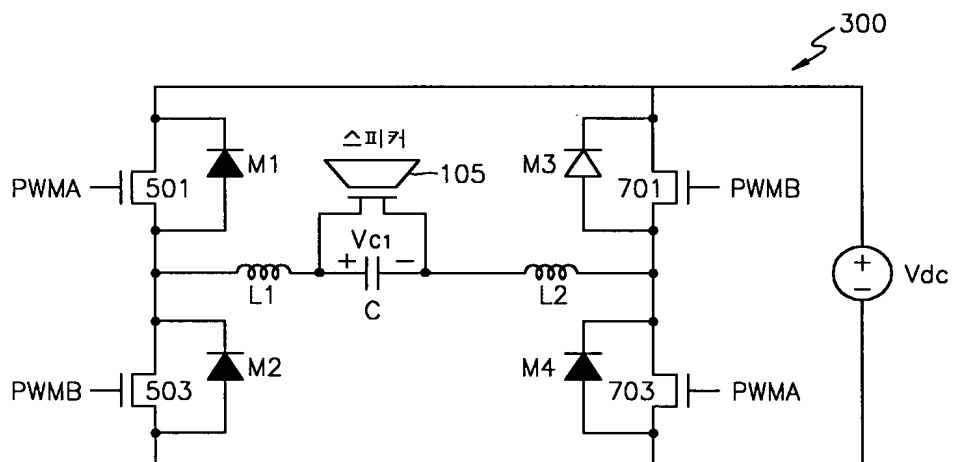 300
스피커
105
M1
M3
PWMA
501
701
PWMB
Vc1
+
−
L1
C
L2
+
−
Vdc
M2
M4
PWMB
503
703
PWMA